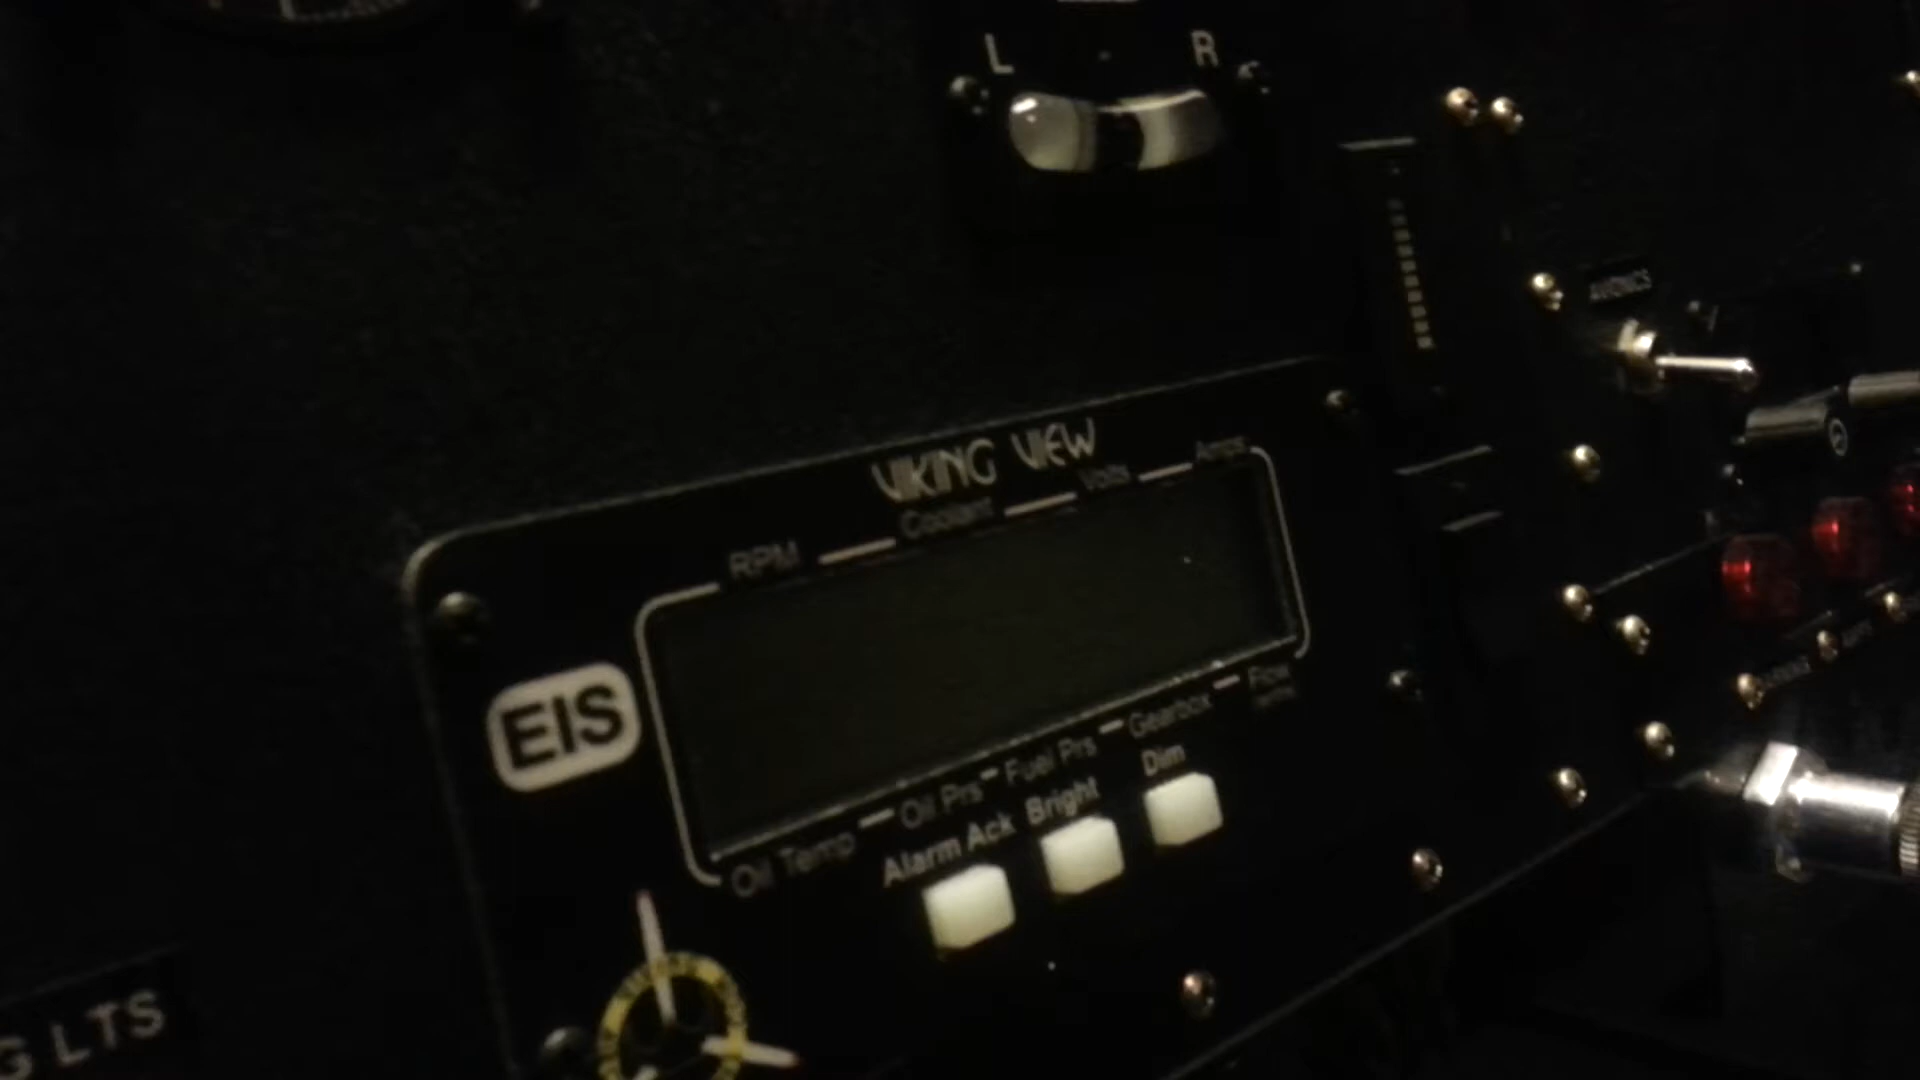 L R
AVIONICS
VIKING VIEW
RPM Coolant Volts Amps
EIS
Oil Temp Oil Prs Fuel Prs Gearbox Flow
Alarm Ack Bright Dim
G LTS